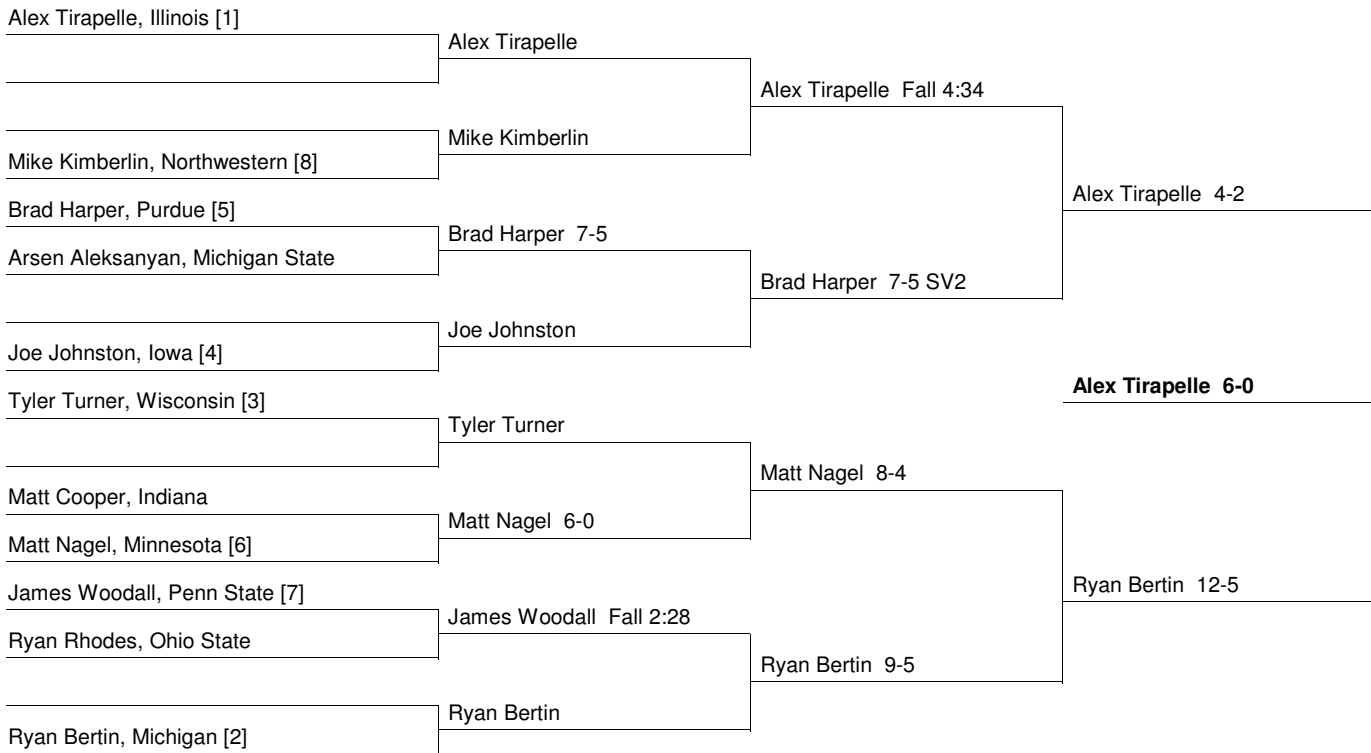 Alex Tirapelle, Illinois [1]
Alex Tirapelle
Alex Tirapelle  Fall 4:34
Mike Kimberlin
Mike Kimberlin, Northwestern [8]
Alex Tirapelle  4-2
Brad Harper, Purdue [5]
Brad Harper  7-5
Arsen Aleksanyan, Michigan State
Brad Harper  7-5 SV2
Joe Johnston
Joe Johnston, Iowa [4]
Alex Tirapelle  6-0
Tyler Turner, Wisconsin [3]
Tyler Turner
Matt Nagel  8-4
Matt Cooper, Indiana
Matt Nagel  6-0
Matt Nagel, Minnesota [6]
Ryan Bertin  12-5
James Woodall, Penn State [7]
James Woodall  Fall 2:28
Ryan Rhodes, Ohio State
Ryan Bertin  9-5
Ryan Bertin
Ryan Bertin, Michigan [2]